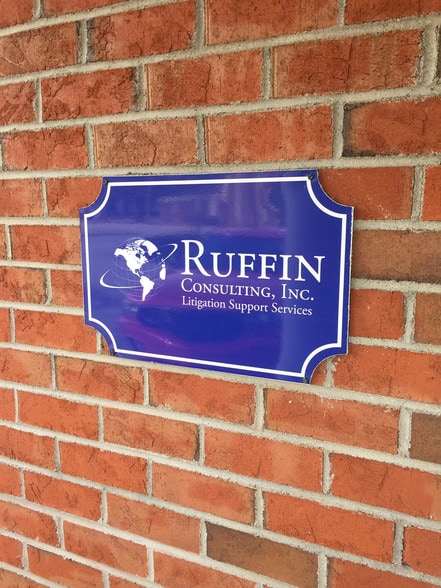 RUFFIN
CONSULTING, INC.
Litigation Support Services